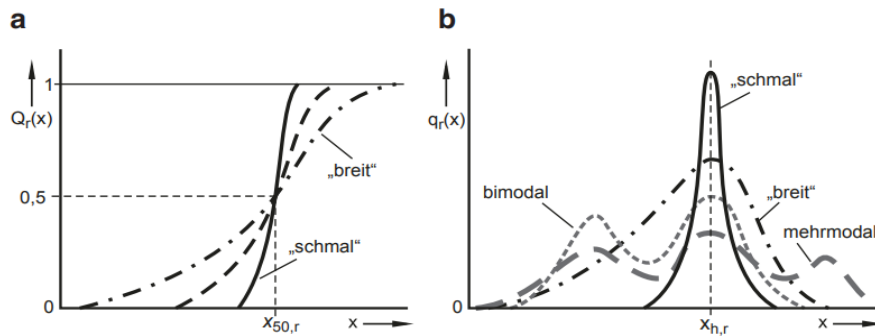 a
1
Qr(x)
„breit“
0,5
„schmal“
0
x50,r
x
b
qr(x)
„schmal“
bimodal
„breit“
mehrmodal
0
xh,r
x